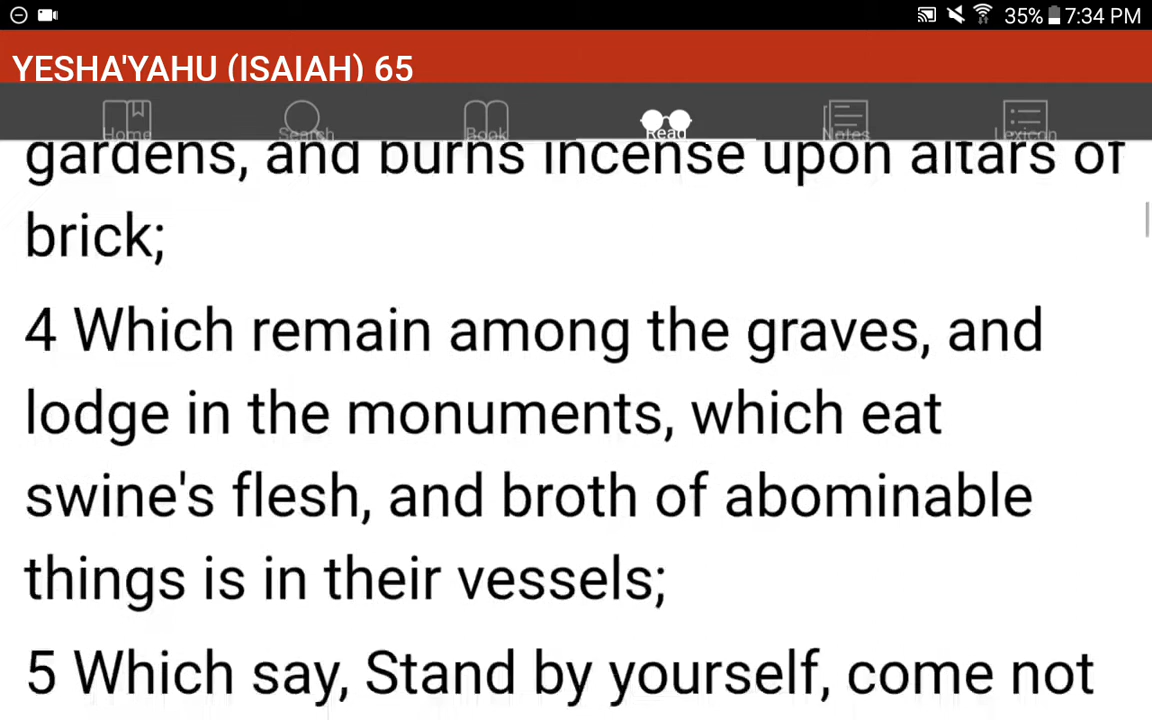 35% 7:34 PM
YESHA'YAHU (ISAIAH) 65
Home Search Book Read Notes Lexicon
gardens, and burns incense upon altars of
brick;
4 Which remain among the graves, and
lodge in the monuments, which eat
swine's flesh, and broth of abominable
things is in their vessels;
5 Which say, Stand by yourself, come not